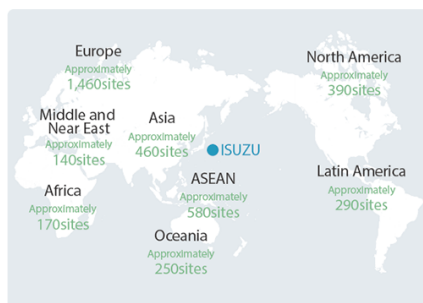 Europe
Approximately
1,460sites
North America
Approximately
390sites
Middle and
Near East
Approximately
140sites
Asia
Approximately
460sites
ISUZU
Africa
Approximately
170sites
ASEAN
Approximately
580sites
Latin America
Approximately
290sites
Oceania
Approximately
250sites